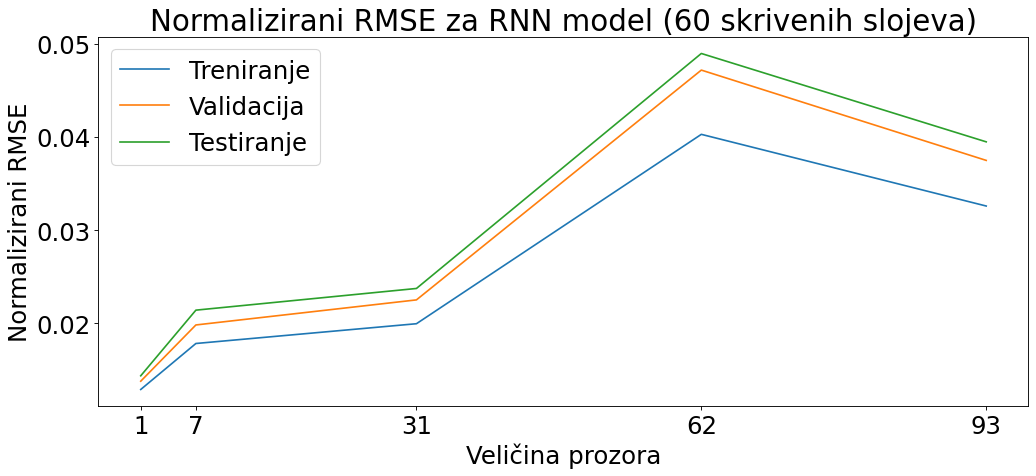 Normalizirani RMSE za RNN model (60 skrivenih slojeva)
Treniranje
Validacija
Testiranje
Normalizirani RMSE
0.05
0.04
0.03
0.02
1 7 31 62 93
Veličina prozora